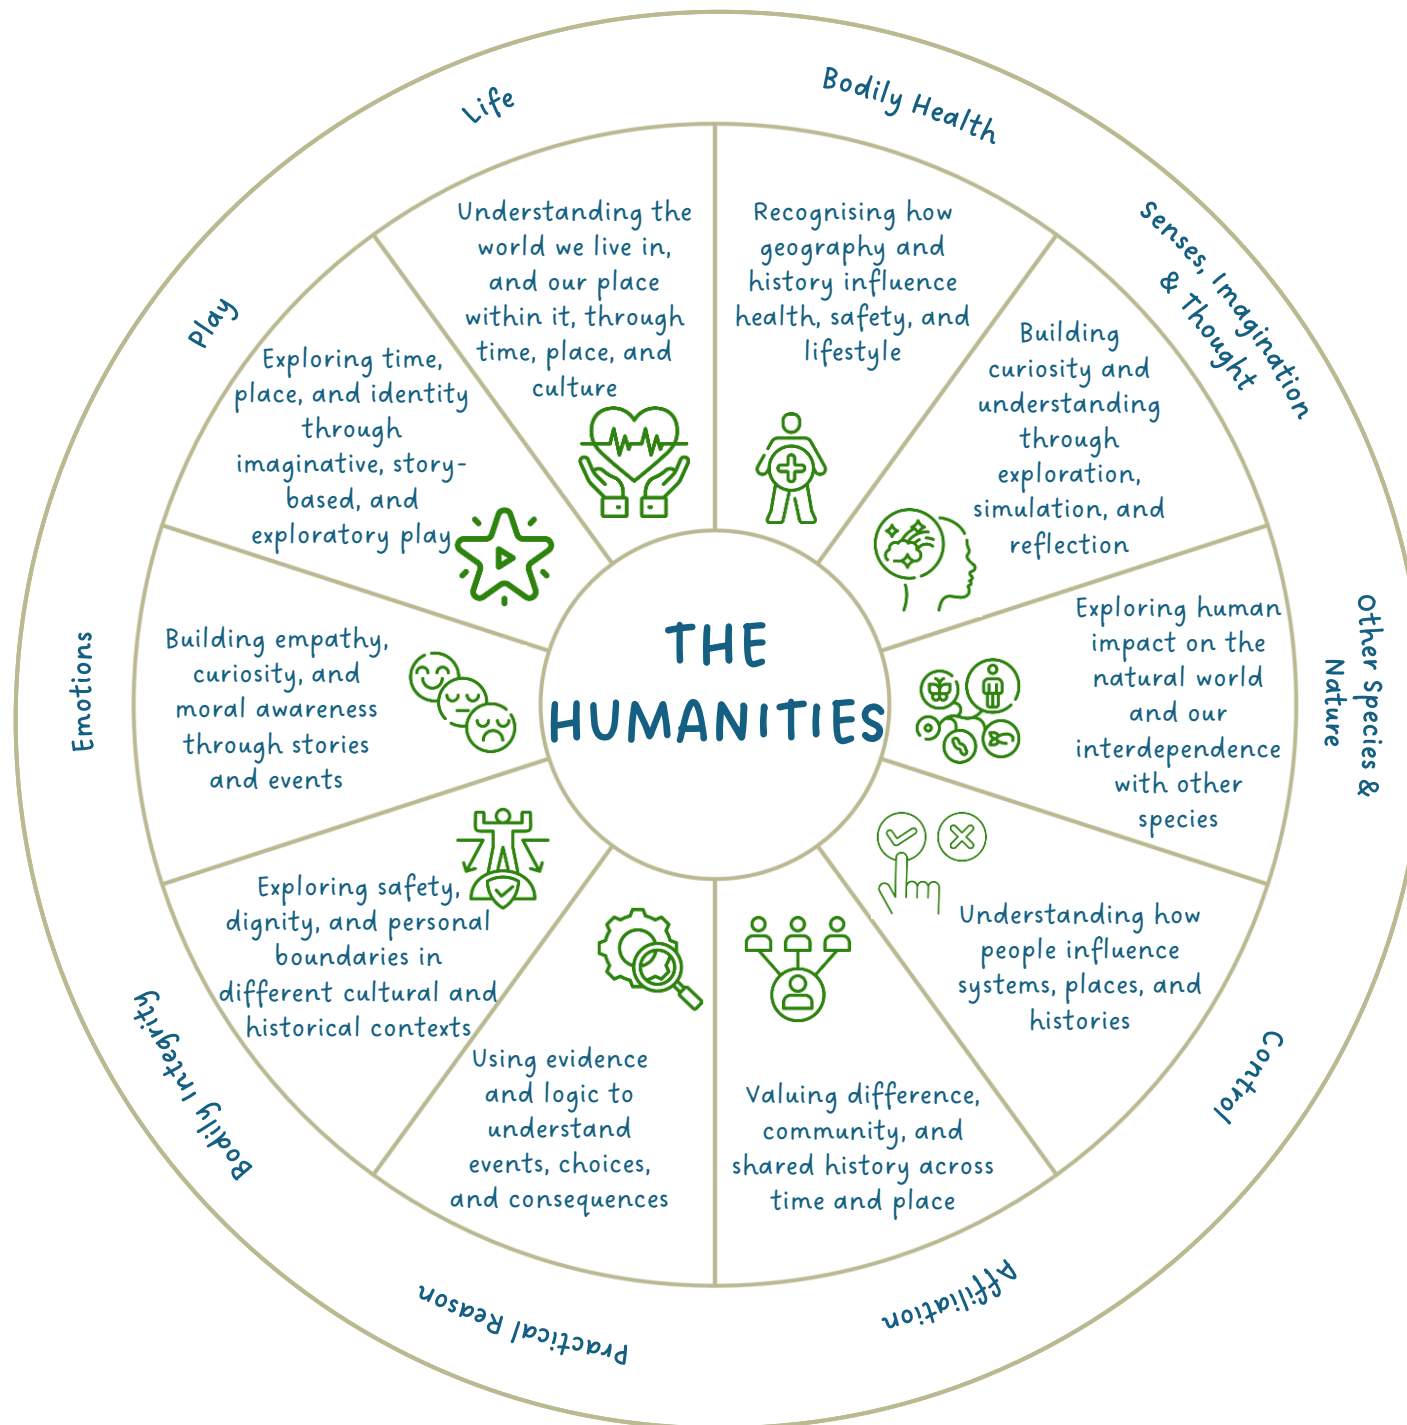 THE
HUMANITIES
Life
Understanding the
world we live in,
and our place
within it, through
time, place, and
culture
Bodily Health
Recognising how
geography and
history influence
health, safety, and
lifestyle
Senses, Imagination
& Thought
Building
curiosity and
understanding
through
exploration,
simulation, and
reflection
Other Species &
Nature
Exploring human
impact on the
natural world
and our
interdependence
with other
species
Control
Understanding how
people influence
systems, places, and
histories
Affiliation
Valuing difference,
community, and
shared history across
time and place
Practical Reason
Using evidence
and logic to
understand
events, choices,
and consequences
Bodily Integrity
Exploring safety,
dignity, and personal
boundaries in
different cultural and
historical contexts
Emotions
Building empathy,
curiosity, and
moral awareness
through stories
and events
Play
Exploring time,
place, and identity
through
imaginative, story-
based, and
exploratory play